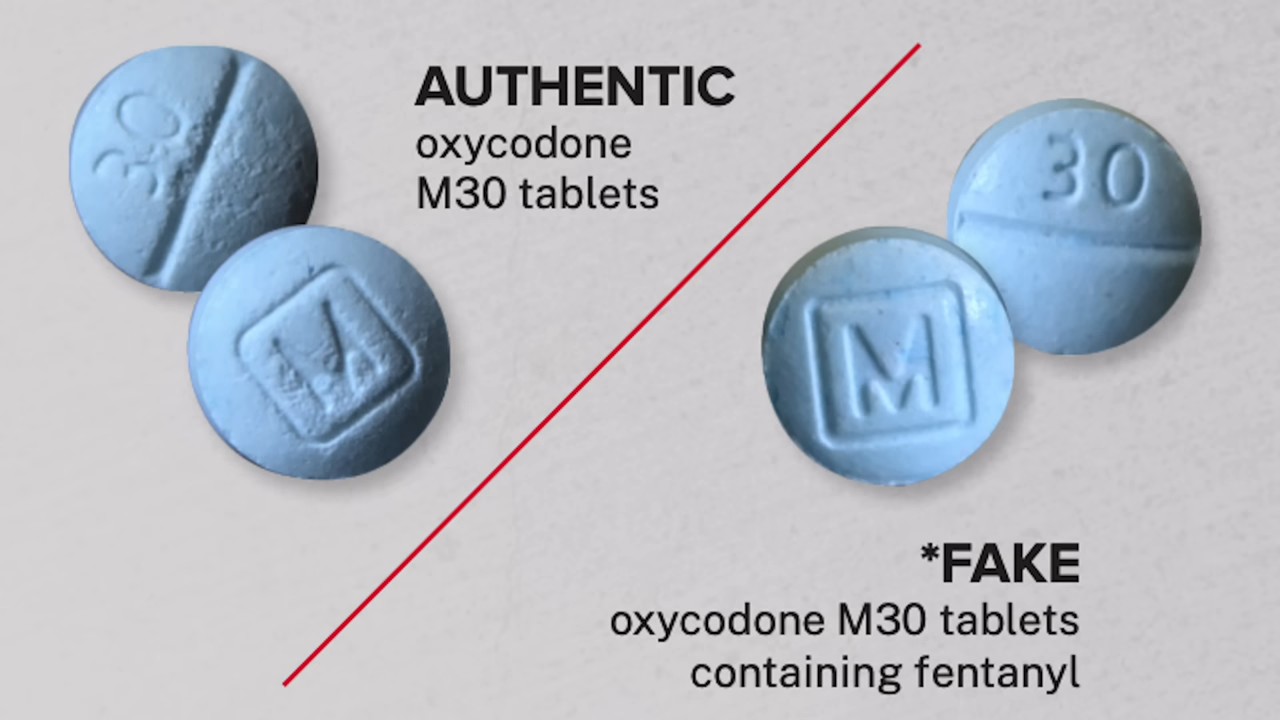 AUTHENTIC
oxycodone
M30 tablets
30
M
30
M
*FAKE
oxycodone M30 tablets
containing fentanyl